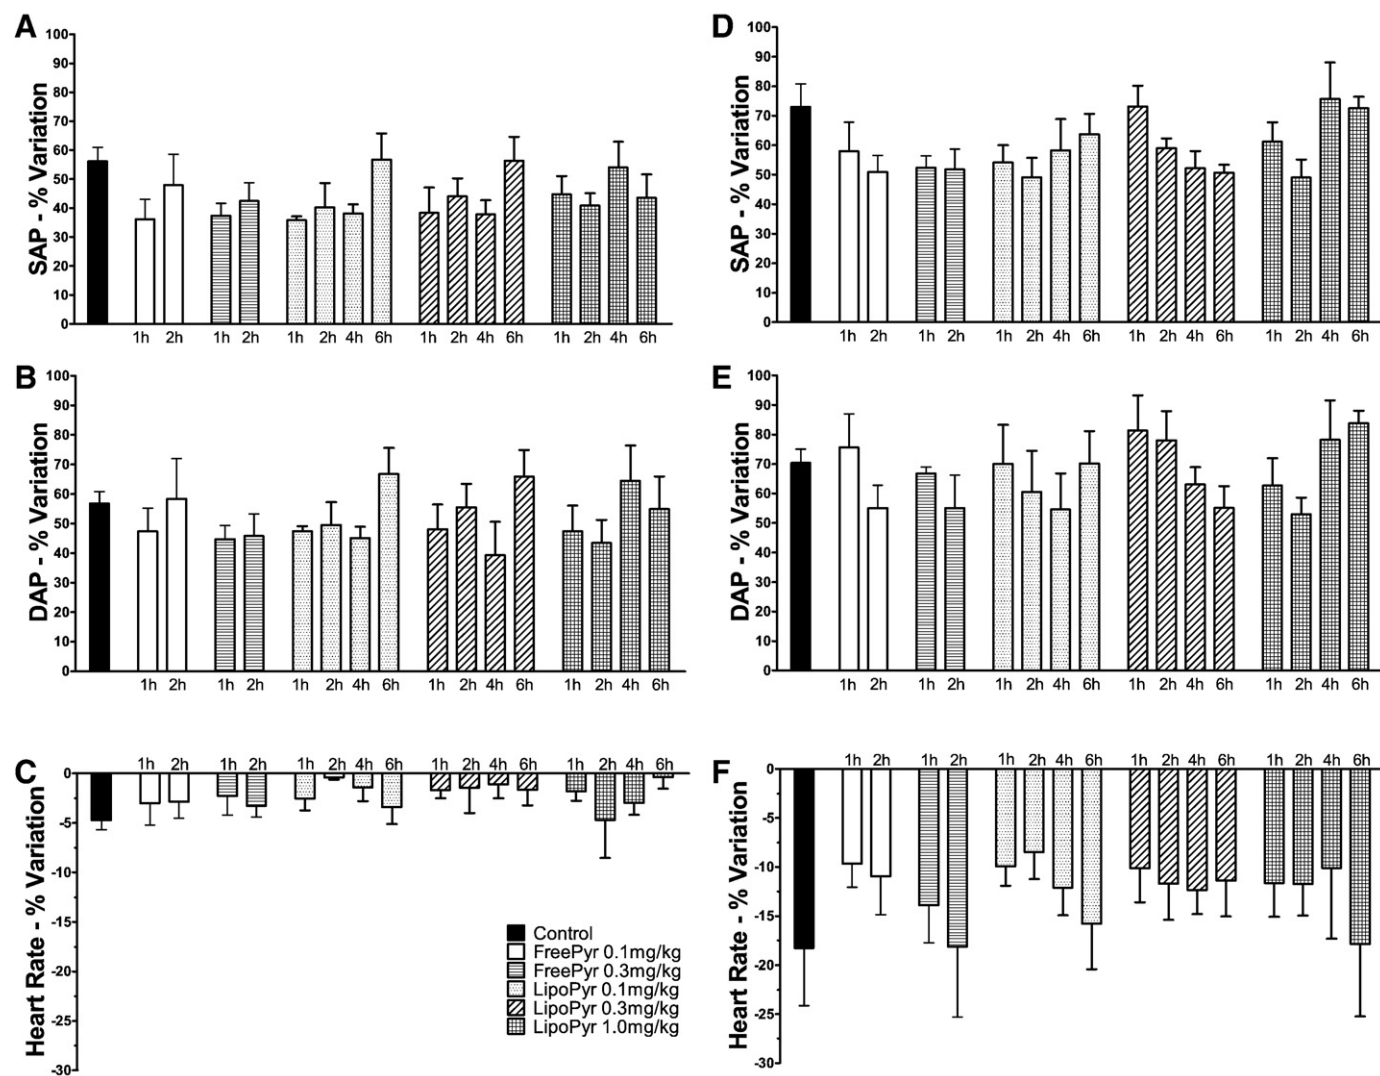 A
SAP - % Variation
100
90
80
70
60
50
40
30
20
10
0
1h 2h 1h 2h 1h 2h 4h 6h 1h 2h 4h 6h 1h 2h 4h 6h
D
SAP - % Variation
100
90
80
70
60
50
40
30
20
10
0
1h 2h 1h 2h 1h 2h 4h 6h 1h 2h 4h 6h 1h 2h 4h 6h
B
DAP - % Variation
100
90
80
70
60
50
40
30
20
10
0
1h 2h 1h 2h 1h 2h 4h 6h 1h 2h 4h 6h 1h 2h 4h 6h
E
DAP - % Variation
100
90
80
70
60
50
40
30
20
10
0
1h 2h 1h 2h 1h 2h 4h 6h 1h 2h 4h 6h 1h 2h 4h 6h
C
Heart Rate - % Variation
1h 2h 1h 2h 1h 2h 4h 6h 1h 2h 4h 6h 1h 2h 4h 6h
0
-5
-10
-15
-20
-25
-30
Control
FreePyr 0.1mg/kg
FreePyr 0.3mg/kg
LipoPyr 0.1mg/kg
LipoPyr 0.3mg/kg
LipoPyr 1.0mg/kg
F
Heart Rate - % Variation
1h 2h 1h 2h 1h 2h 4h 6h 1h 2h 4h 6h 1h 2h 4h 6h
0
-5
-10
-15
-20
-25
-30